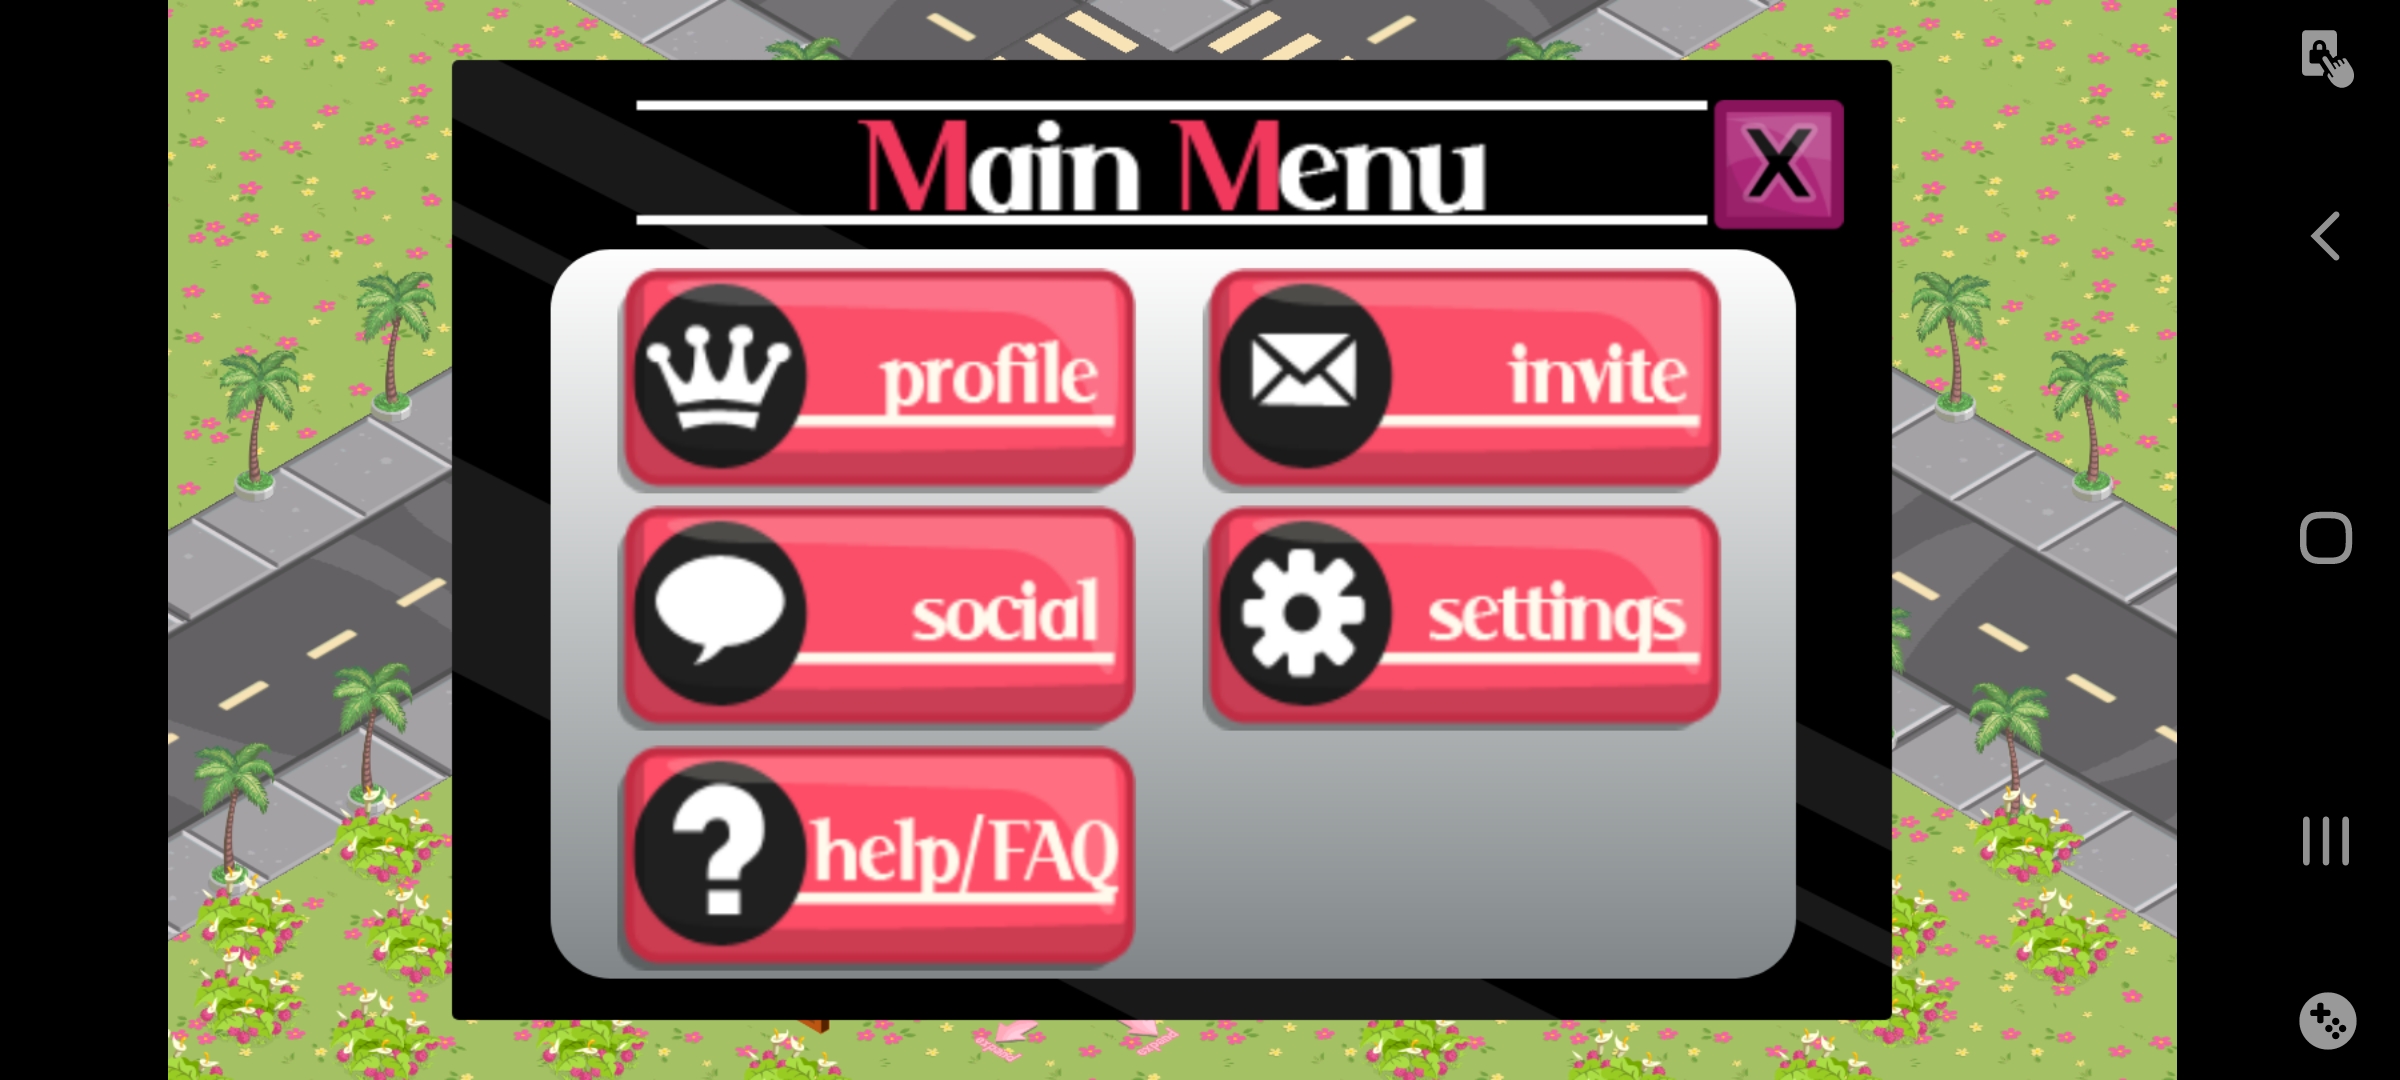 Main Menu
X
profile
invite
social
settings
help/FAQ